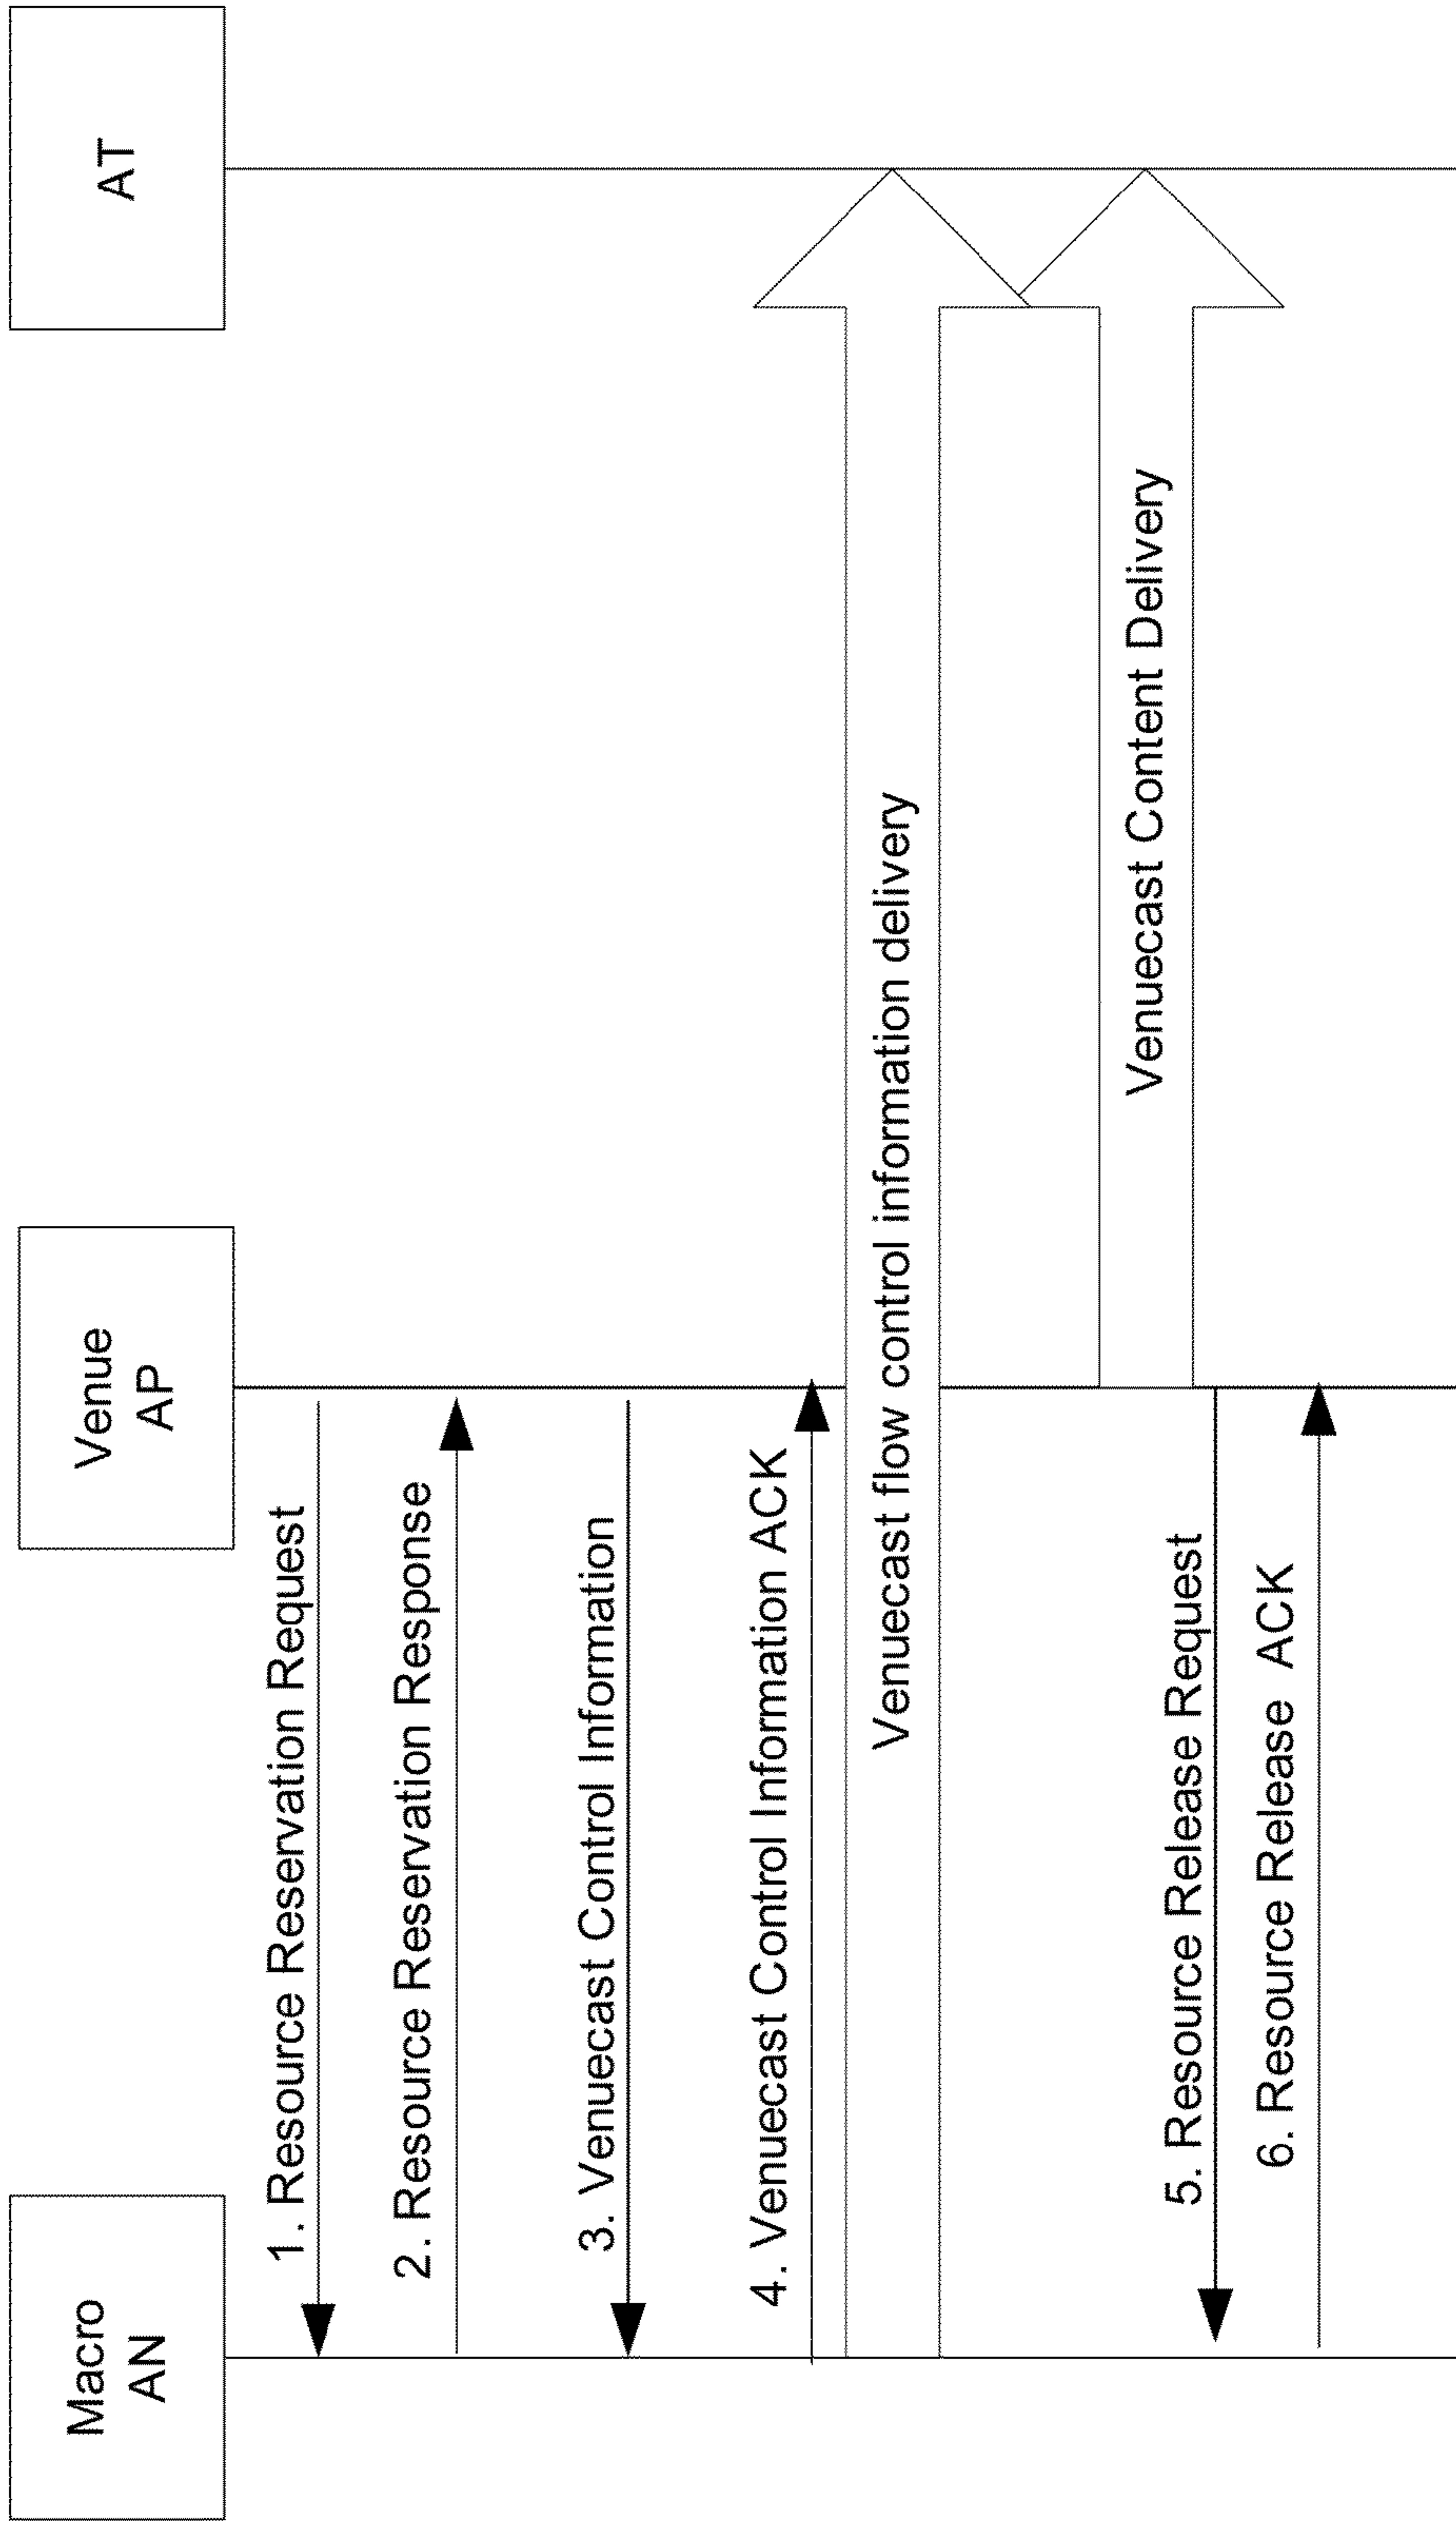 Macro
AN
Venue
AP
AT
1. Resource Reservation Request
2. Resource Reservation Response
3. Venuecast Control Information
4. Venuecast Control Information ACK
Venuecast flow control information delivery
Venuecast Content Delivery
5. Resource Release Request
6. Resource Release ACK